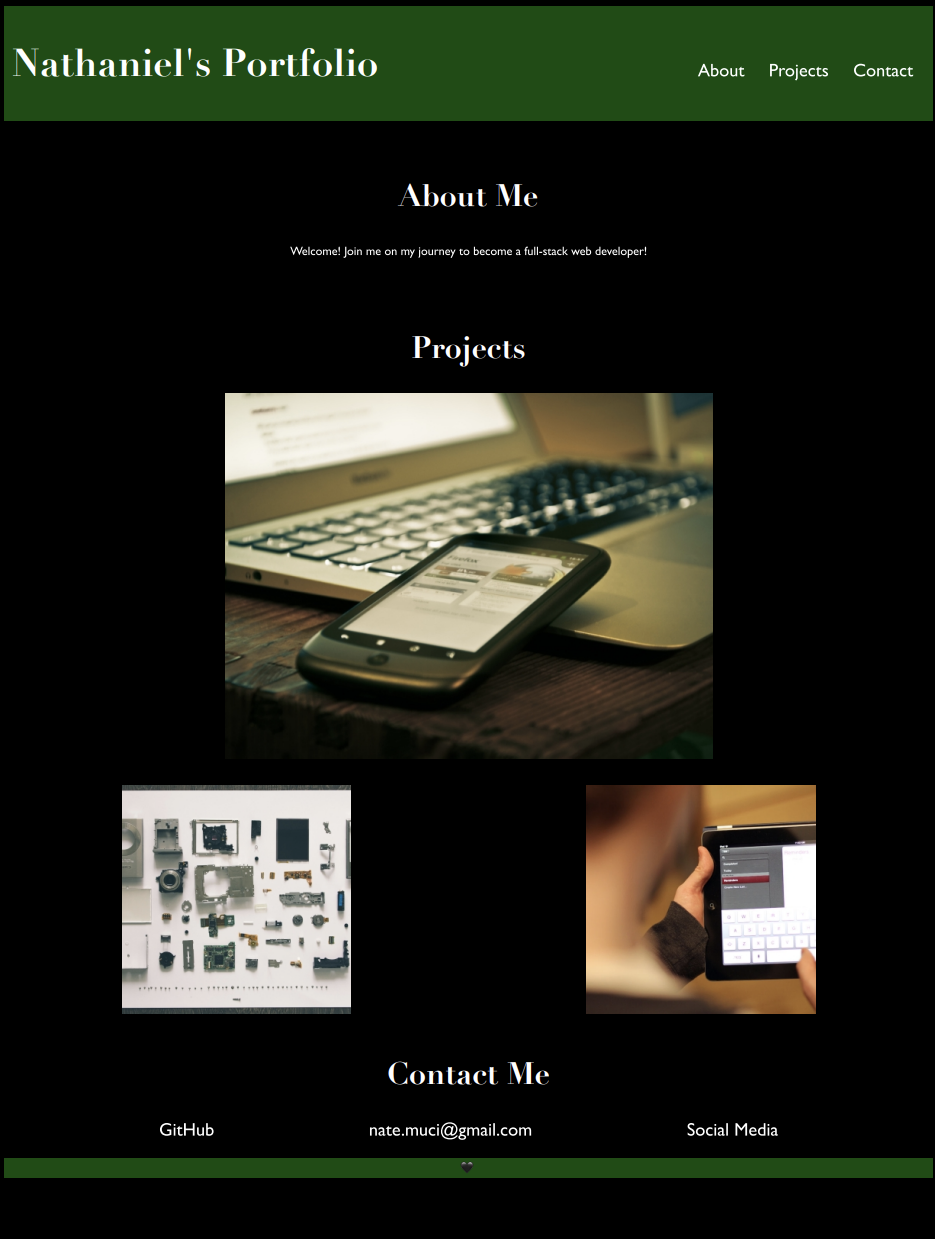 Nathaniel's Portfolio
About Projects Contact
About Me
Welcome! Join me on my journey to become a full-stack web developer!
Projects
Firefox
Contact Me
GitHub nate.muci@gmail.com Social Media